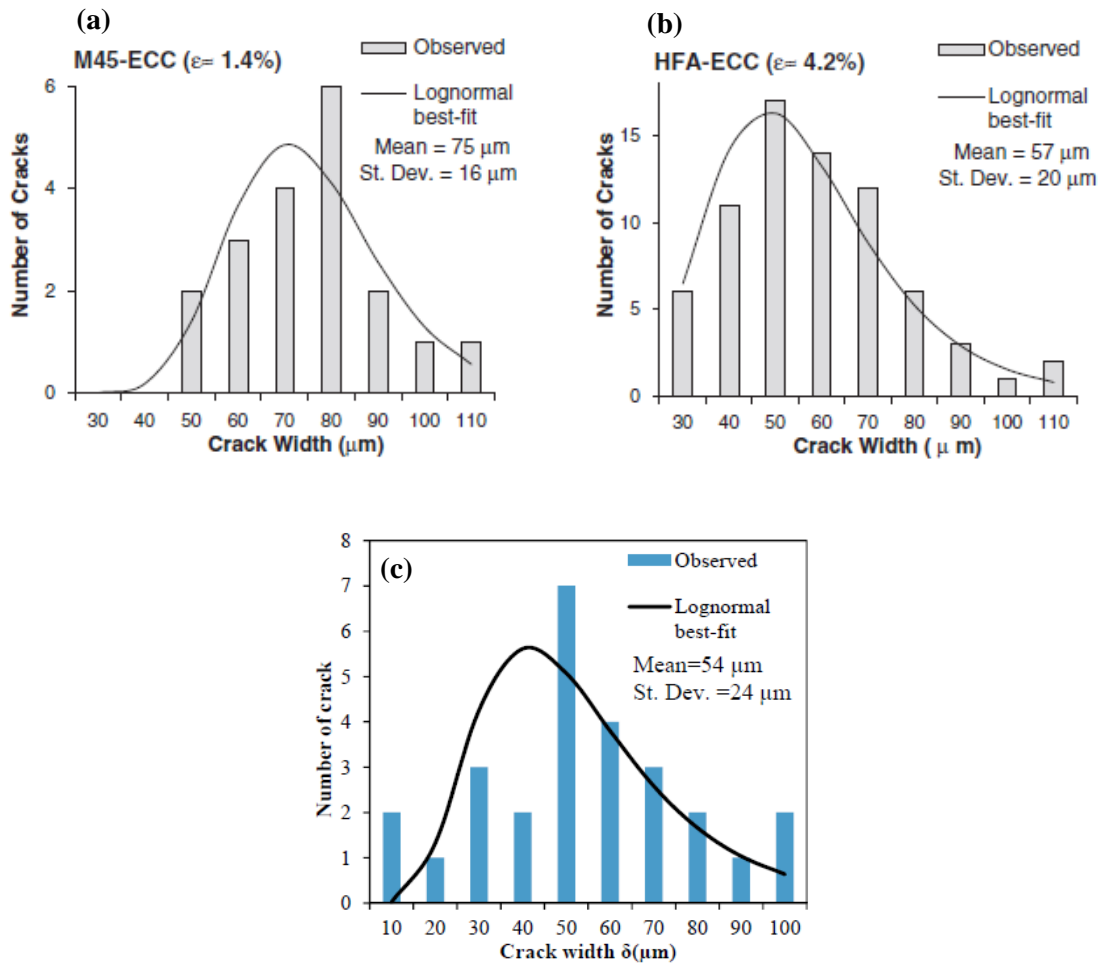 (a)
M45-ECC (ε= 1.4%)
Observed
Lognormal
best-fit
Mean = 75 μm
St. Dev. = 16 μm
Number of Cracks
6
4
2
0
30 40 50 60 70 80 90 100 110
Crack Width (μm)
(b)
HFA-ECC (ε= 4.2%)
Observed
Lognormal
best-fit
Mean = 57 μm
St. Dev. = 20 μm
Number of Cracks
15
10
5
0
30 40 50 60 70 80 90 100 110
Crack Width ( μ m)
(c)
Observed
Lognormal
best-fit
Mean=54 μm
St. Dev. =24 μm
Number of crack
8
7
6
5
4
3
2
1
0
10 20 30 40 50 60 70 80 90 100
Crack width δ(μm)